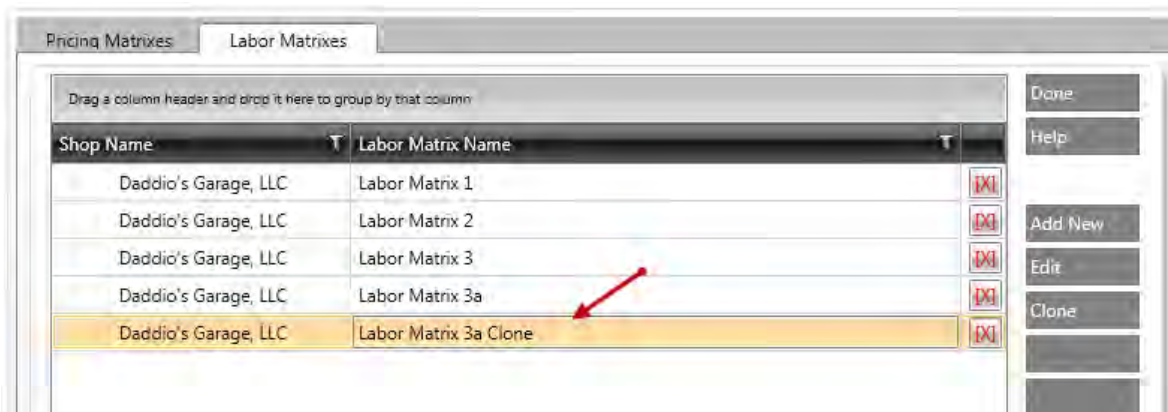 Pricing Matrixes Labor Matrixes
Drag a column header and drop it here to group by that column
Shop Name Labor Matrix Name
Daddio's Garage, LLC Labor Matrix 1 [X]
Daddio's Garage, LLC Labor Matrix 2 [X]
Daddio's Garage, LLC Labor Matrix 3 [X]
Daddio's Garage, LLC Labor Matrix 3a [X]
Daddio's Garage, LLC Labor Matrix 3a Clone [X]
Done
Help
Add New
Edit
Clone